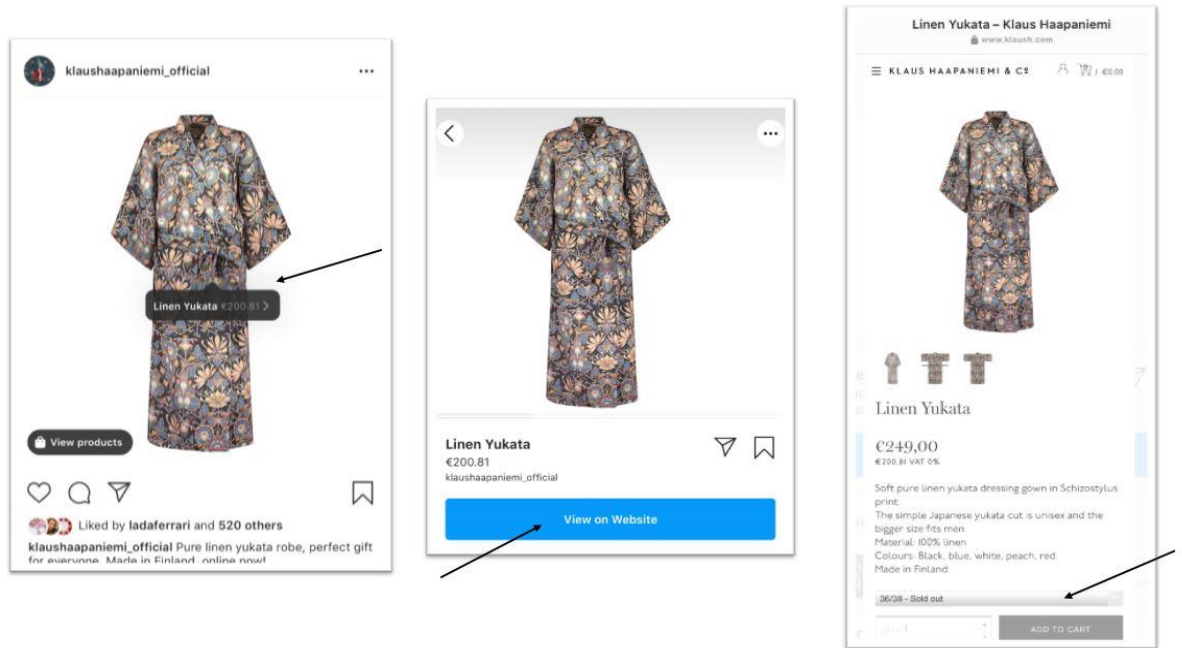 klaushaapaniemi_official
Linen Yukata €200.81
View products
Liked by ladaferrari and 520 others
klaushaapaniemi_official Pure linen yukata robe, perfect gift
for everyone. Made in Finland, online now!
Linen Yukata
€200.81
klaushaapaniemi_official
View on Website
Linen Yukata – Klaus Haapaniemi
www.klaush.com
KLAUS HAAPANIEMI & Cº / €0.00
Linen Yukata
€249,00
€200.81 VAT 0%
Soft pure linen yukata dressing gown in Schizostylus
print.
The simple Japanese yukata cut is unisex and the
bigger size fits men.
Material: 100% linen
Colours: Black, blue, white, peach, red.
Made in Finland
36/38 - Sold out
ADD TO CART